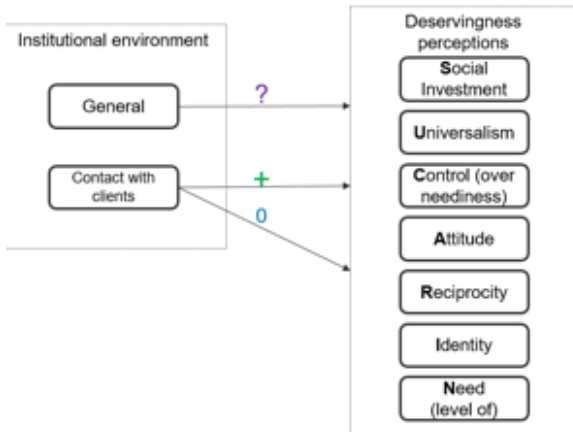 Institutional environment
General
Contact with
clients
?
+
0
Deservingness
perceptions
Social
Investment
Universalism
Control (over
neediness)
Attitude
Reciprocity
Identity
Need
(level of)